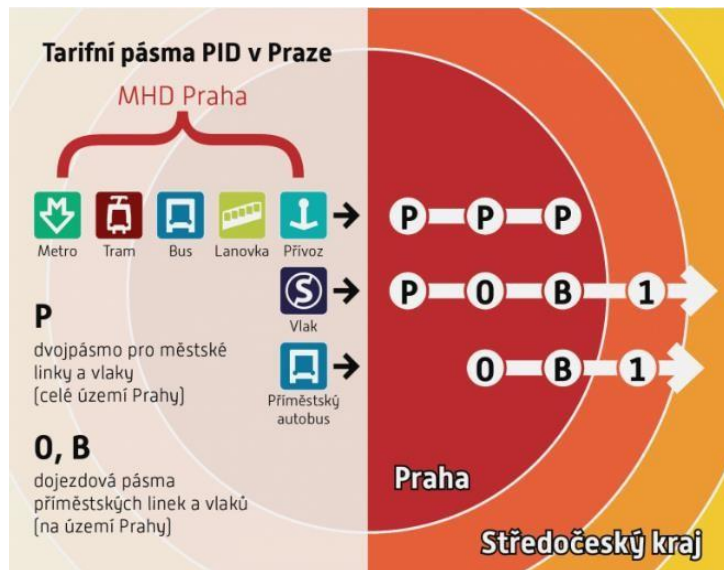 Tarifní pásma PID v Praze
MHD Praha
Metro
Tram
Bus
Lanovka
Přívoz
P P P
S
Vlak
P 0 B 1
Příměstský
autobus
0 B 1
P
dvojpásmo pro městské
linky a vlaky
(celé území Prahy)
0, B
dojezdová pásma
příměstských linek a vlaků
(na území Prahy)
Praha
Středočeský kraj